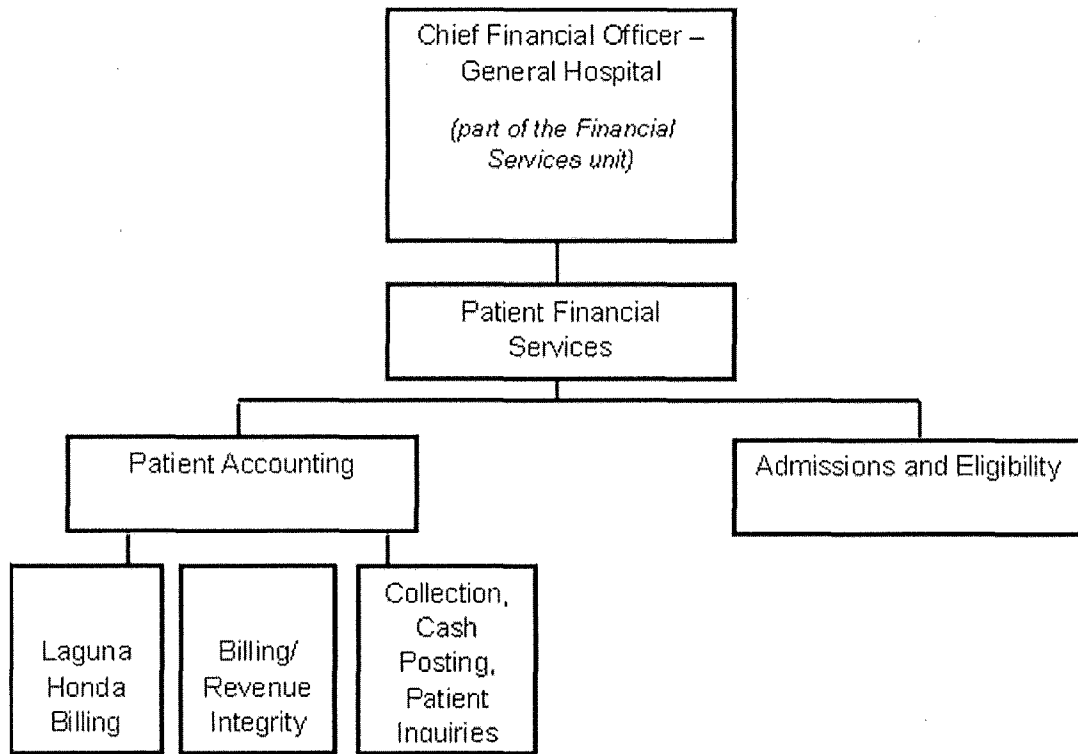 Chief Financial Officer –
General Hospital
(part of the Financial
Services unit)
Patient Financial
Services
Patient Accounting
Admissions and Eligibility
Laguna
Honda
Billing
Billing/
Revenue
Integrity
Collection,
Cash
Posting,
Patient
Inquiries